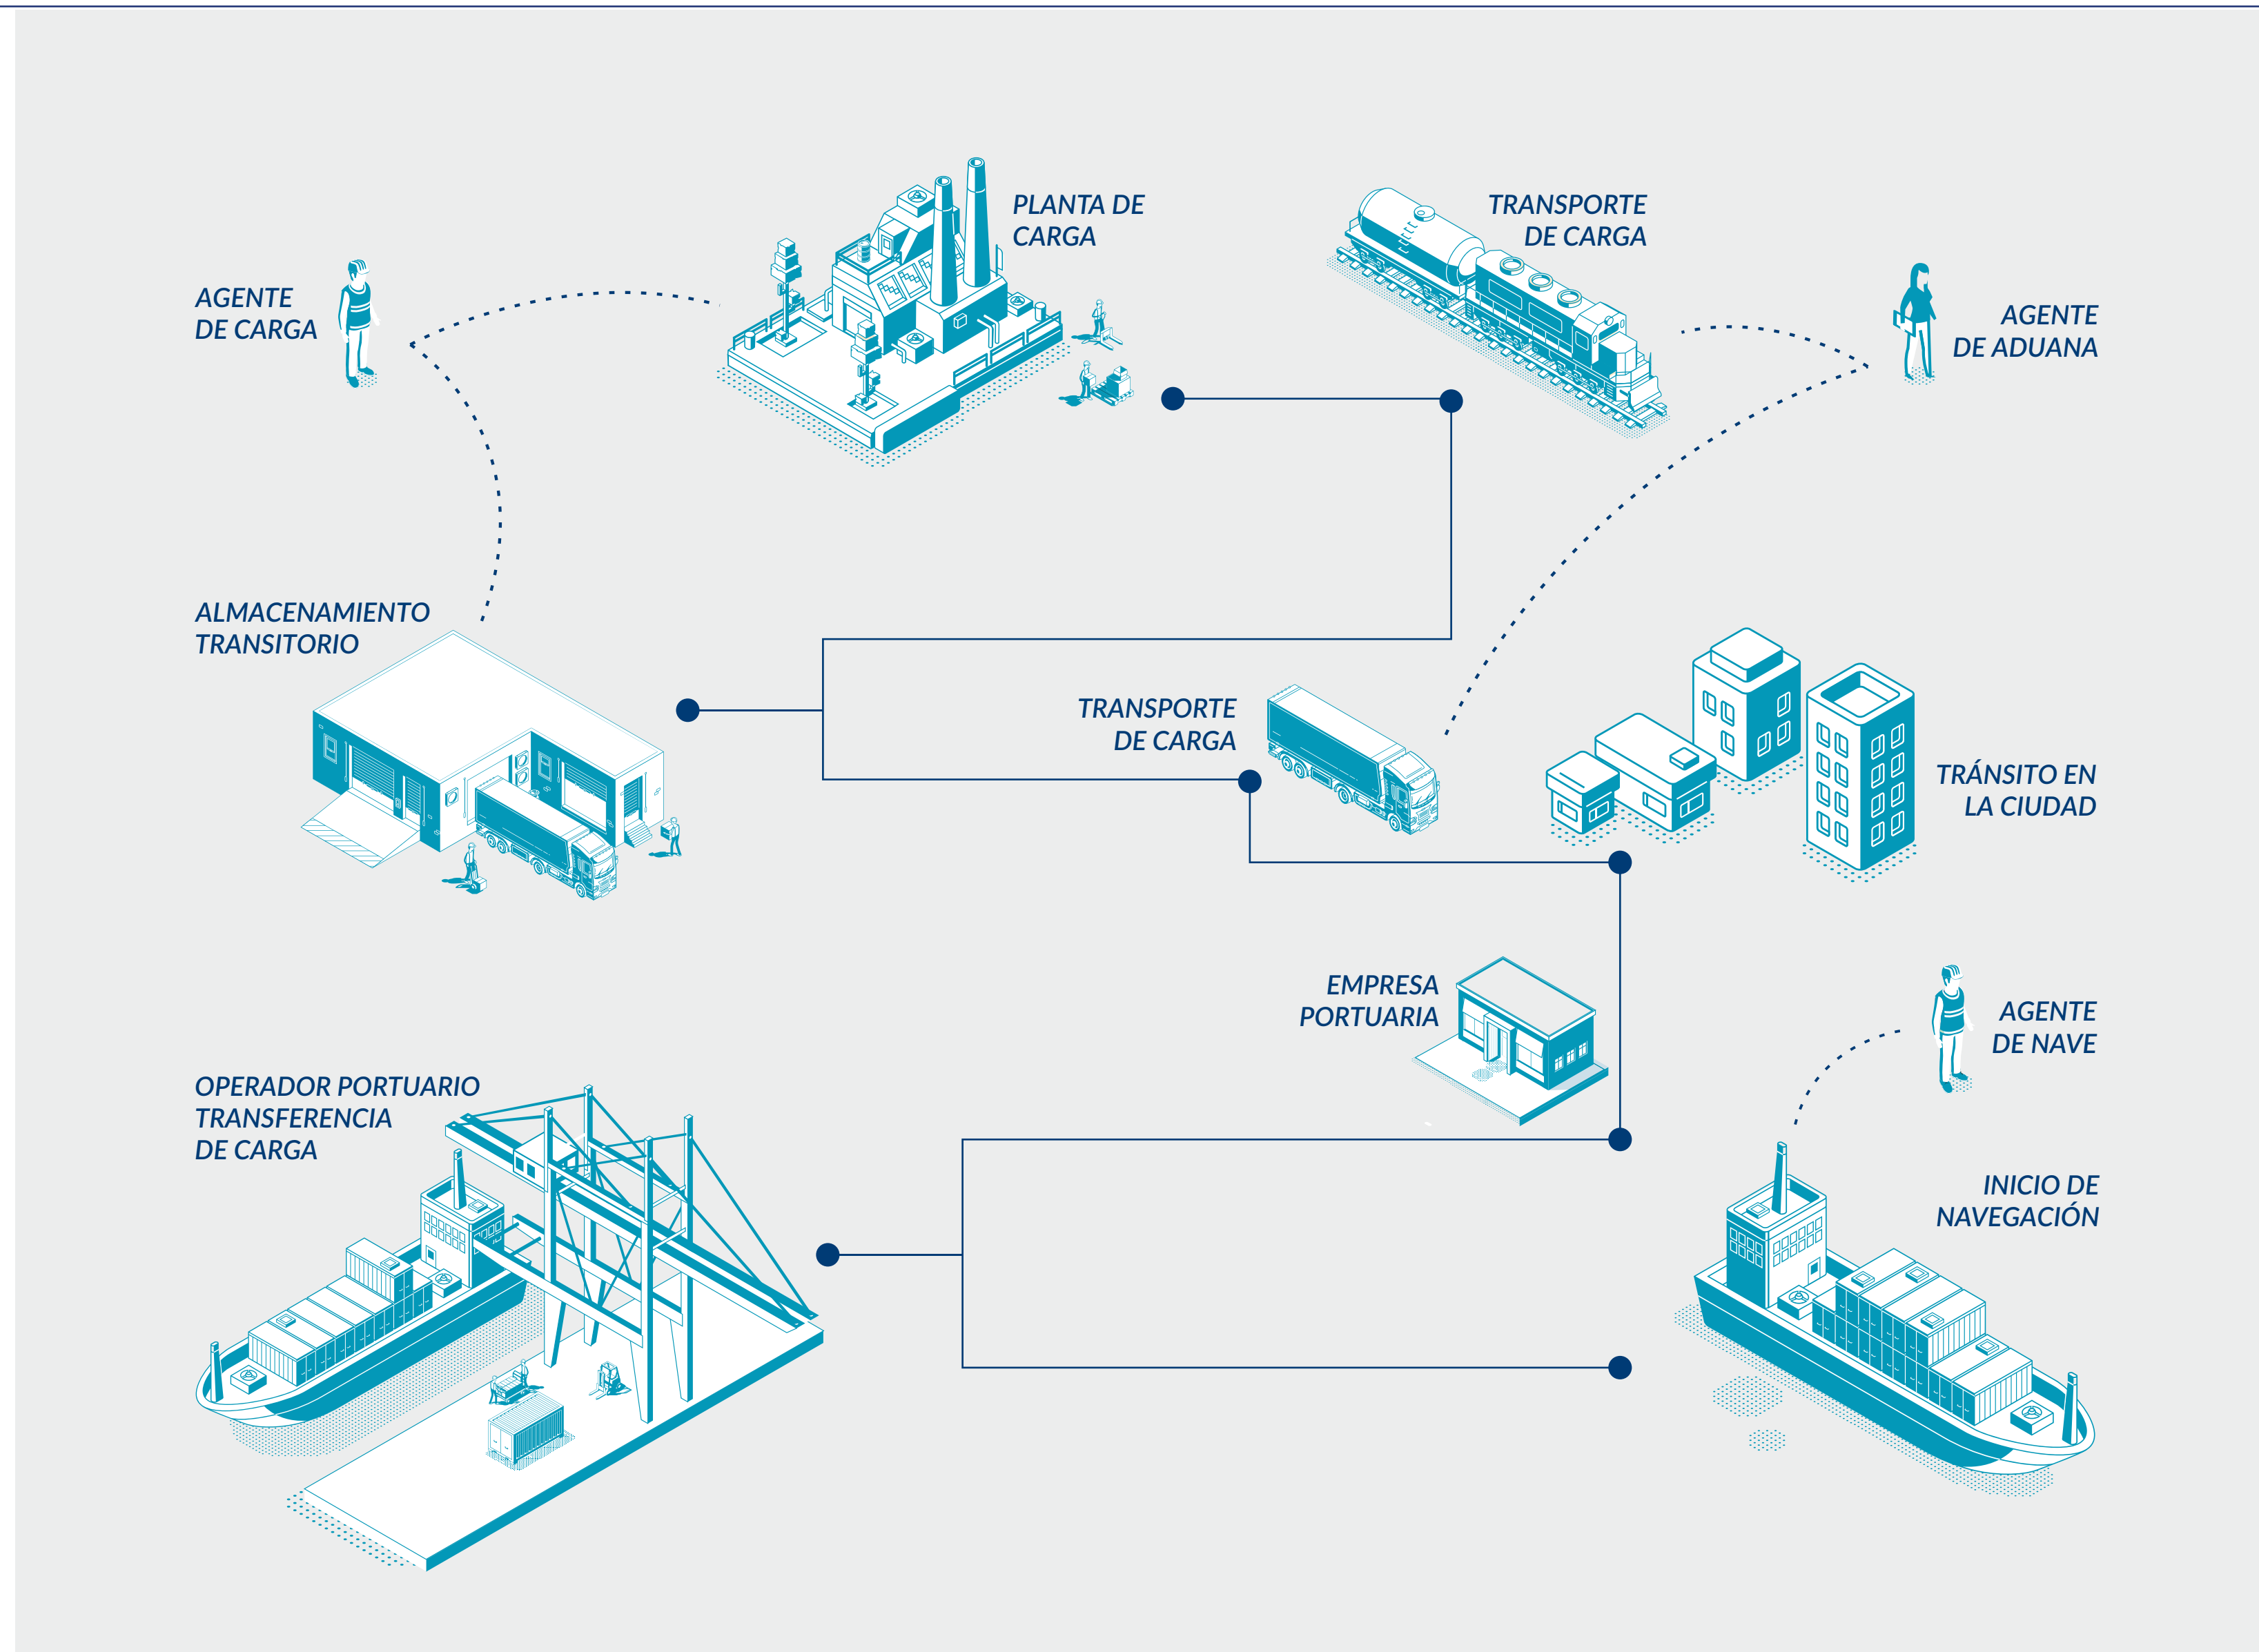 PLANTA DE
CARGA
TRANSPORTE
DE CARGA
AGENTE
DE CARGA
AGENTE
DE ADUANA
ALMACENAMIENTO
TRANSITORIO
TRANSPORTE
DE CARGA
TRÁNSITO EN
LA CIUDAD
EMPRESA
PORTUARIA
AGENTE
DE NAVE
OPERADOR PORTUARIO
TRANSFERENCIA
DE CARGA
INICIO DE
NAVEGACIÓN